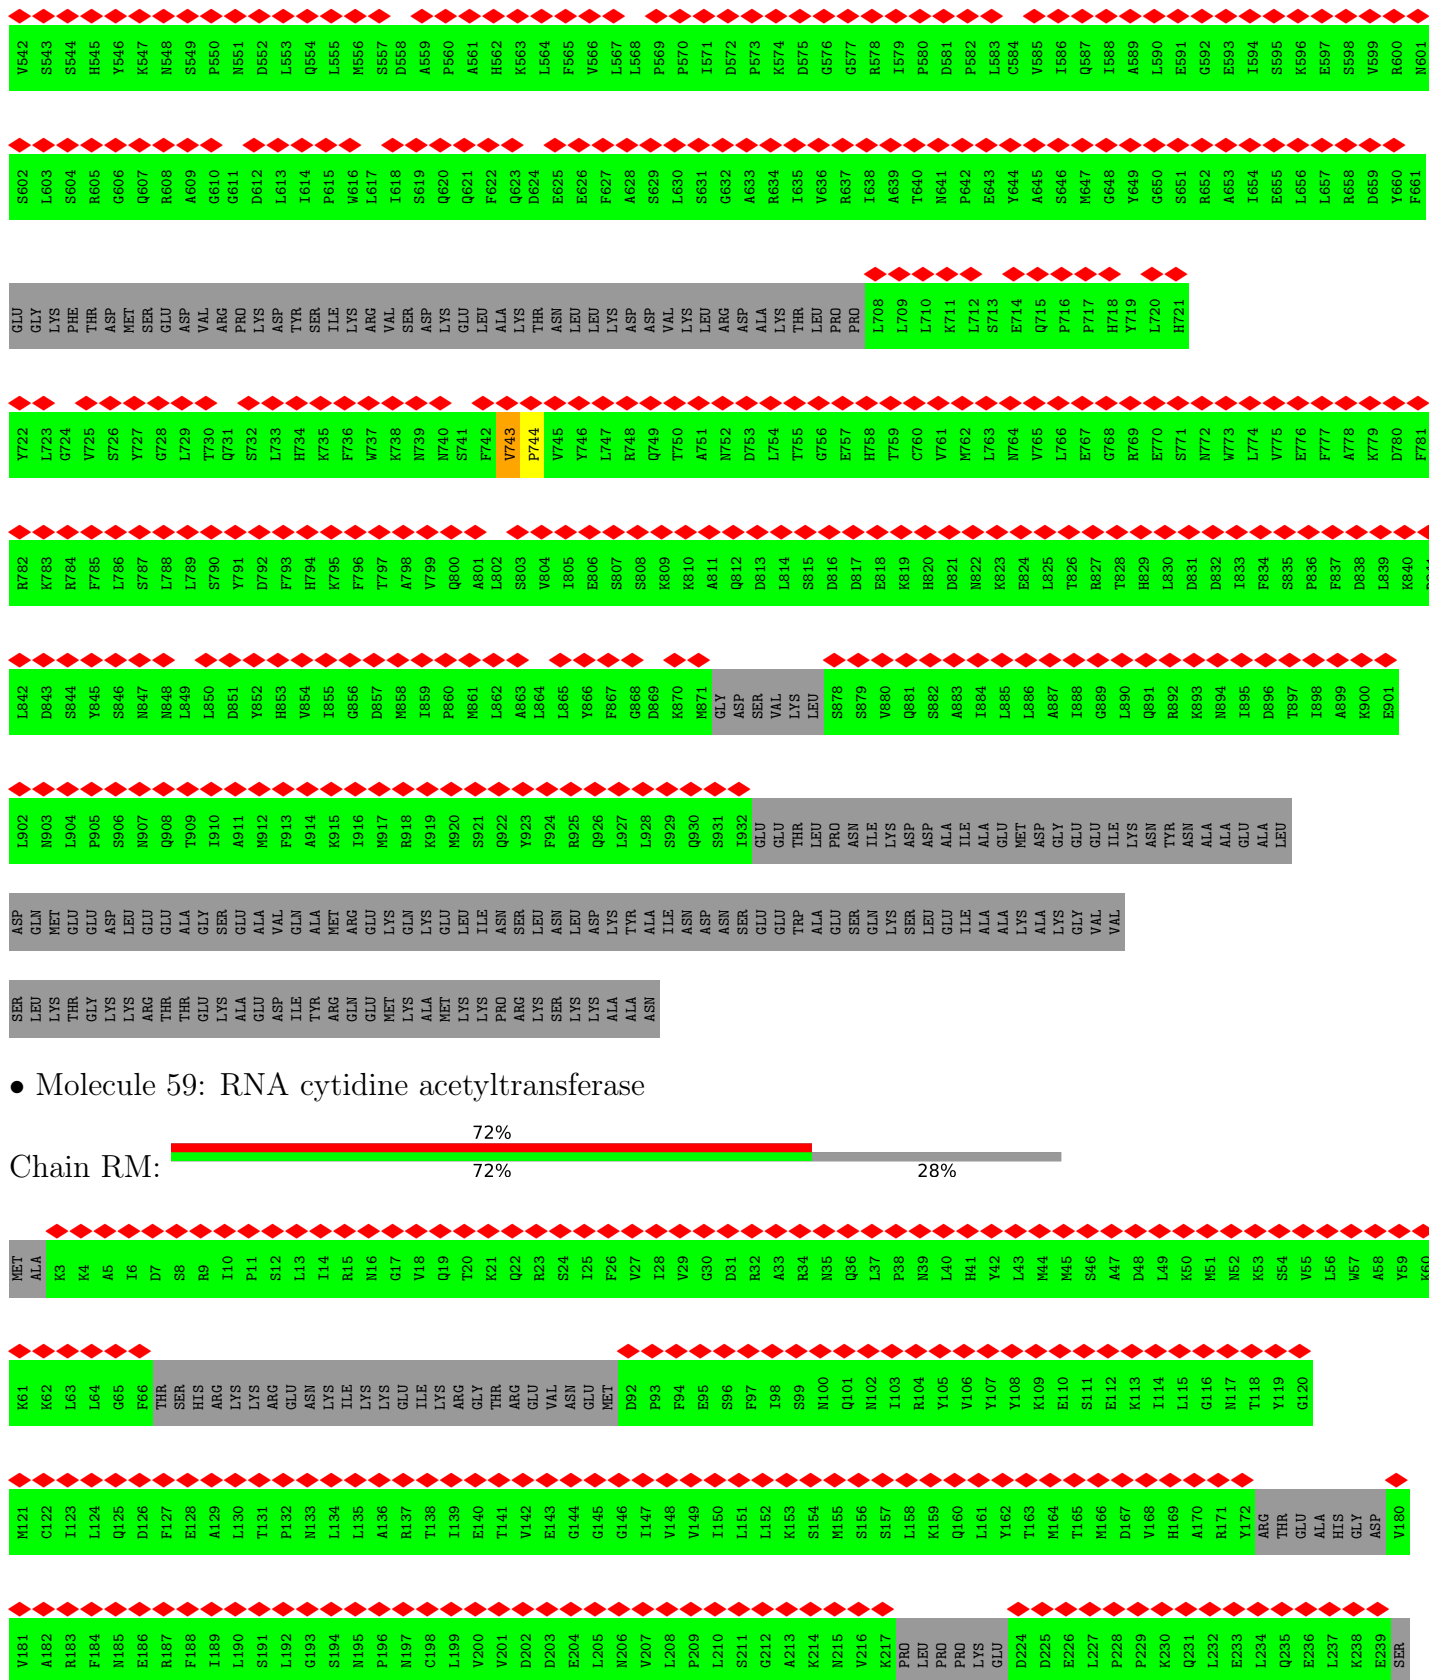 V542 S543 S544 H545 Y546 K547 N548 S549 P550 N551 D552 L553 Q554 L555 M556 S557 D558 A559 P560 A561 H562 K563 L564 F565 V566 L567 L568 P569 P570 I571 D572 P573 K574 D575 G576 G577 R578 I579 P580 D581 P582 L583 C584 V585 I586 Q587 I588 A589 L590 E591 G592 E593 I594 S595 K596 E597 S598 V599 R600 N601
S602 L603 S604 R605 G606 Q607 R608 A609 G610 G611 D612 L613 I614 P615 W616 L617 I618 S619 Q620 Q621 F622 Q623 D624 E625 E626 F627 A628 S629 L630 S631 G632 A633 R634 I635 V636 R637 I638 A639 T640 N641 P642 E643 Y644 A645 S646 M647 G648 Y649 G650 S651 R652 A653 I654 E655 L656 L657 R658 D659 Y660 F661
GLU GLY LYS PHE THR ASP MET SER GLU ASP VAL ARG PRO LYS ASP TYR SER ILE LYS ARG VAL SER ASP LYS GLU LEU ALA LYS THR ASN LEU LEU LYS ASP ASP VAL LYS LEU ARG ASP ALA LYS THR LEU PRO PRO L708 L709 L710 K711 L712 S713 E714 Q715 P716 P717 H718 Y719 L720 H721
Y722 L723 G724 V725 S726 Y727 G728 L729 T730 Q731 S732 L733 H734 K735 F736 W737 K738 N739 N740 S741 F742 V743 P744 V745 Y746 L747 R748 Q749 T750 A751 N752 D753 L754 T755 G756 E757 H758 T759 C760 V761 M762 L763 N764 V765 L766 E767 G768 R769 E770 S771 N772 W773 L774 V775 E776 F777 A778 K779 D780 F781
R782 K783 R784 F785 L786 S787 L788 L789 S790 Y791 D792 F793 H794 K795 F796 T797 A798 V799 Q800 A801 L802 S803 V804 I805 E806 S807 S808 K809 K810 A811 Q812 D813 L814 S815 D816 D817 E818 K819 H820 D821 N822 K823 E824 L825 T826 R827 T828 H829 L830 D831 D832 I833 F834 S835 P836 F837 D838 L839 K840
L842 D843 S844 Y845 S846 N847 N848 L849 L850 D851 Y852 H853 V854 I855 G856 D857 M858 I859 P860 M861 L862 A863 L864 L865 Y866 F867 G868 D869 K870 M871 GLY ASP SER VAL LYS LEU S878 S879 V880 Q881 S882 A883 I884 L885 L886 A887 I888 G889 L890 Q891 R892 K893 N894 I895 D896 T897 I898 A899 K900 E901
L902 N903 L904 P905 S906 N907 Q908 T909 I910 A911 M912 F913 A914 K915 I916 M917 R918 K919 M920 S921 Q922 Y923 F924 R925 Q926 L927 L928 S929 Q930 S931 I932 GLU GLU THR LEU PRO ASN ILE LYS ASP ASP ALA ILE ALA GLU MET ASP GLY GLU GLU ILE LYS ASN TYR ASN ALA ALA GLU ALA LEU
ASP GLN MET GLU GLU ASP LEU GLU GLU ALA GLY SER GLU ALA VAL GLN ALA MET ARG GLU LYS GLN LYS GLU LEU ILE ASN SER LEU ASN LEU ASP LYS TYR ALA ILE ASN ASP ASN SER GLU GLU TRP ALA GLU SER GLN LYS SER LEU GLU ILE ALA ALA LYS ALA LYS GLY VAL VAL
SER LEU LYS THR GLY LYS LYS ARG THR THR GLU LYS ALA GLU ASP ILE TYR ARG GLN GLU MET LYS ALA MET LYS LYS PRO ARG LYS SER LYS LYS ALA ALA ASN
• Molecule 59: RNA cytidine acetyltransferase
72%
Chain RM:
72% 28%
MET ALA K3 K4 A5 I6 D7 S8 R9 I10 P11 S12 L13 I14 R15 N16 G17 V18 Q19 T20 K21 Q22 R23 S24 I25 F26 V27 I28 V29 G30 D31 R32 A33 R34 N35 Q36 L37 P38 N39 L40 H41 Y42 L43 M44 M45 S46 A47 D48 L49 K50 M51 N52 K53 S54 V55 L56 W57 A58 Y59 K60
K61 K62 L63 L64 G65 F66 THR SER HIS ARG LYS LYS ARG GLU ASN LYS ILE LYS LYS GLU ILE LYS ARG GLY THR ARG GLU VAL ASN GLU MET D92 P93 F94 E95 S96 F97 I98 S99 N100 Q101 N102 I103 R104 Y105 V106 Y107 Y108 K109 E110 S111 E112 K113 I114 L115 G116 N117 T118 Y119 G120
M121 C122 I123 L124 Q125 D126 F127 E128 A129 L130 T131 P132 N133 L134 L135 A136 R137 T138 I139 E140 T141 V142 E143 G144 G145 G146 I147 V148 V149 I150 L151 L152 K153 S154 M155 S156 S157 L158 K159 Q160 L161 Y162 T163 M164 T165 M166 D167 V168 H169 A170 R171 Y172 ARG THR GLU ALA HIS GLY ASP V180
V181 A182 R183 F184 N185 E186 R187 F188 I189 L190 S191 L192 G193 S194 N195 P196 N197 C198 L199 V200 V201 D202 D203 E204 L205 N206 V207 L208 P209 L210 S211 G212 A213 K214 N215 V216 K217 PRO LEU PRO PRO LYS GLU D224 D225 E226 L227 P228 P229 K230 Q231 L232 E233 L234 Q235 E236 L237 K238 E239 SER